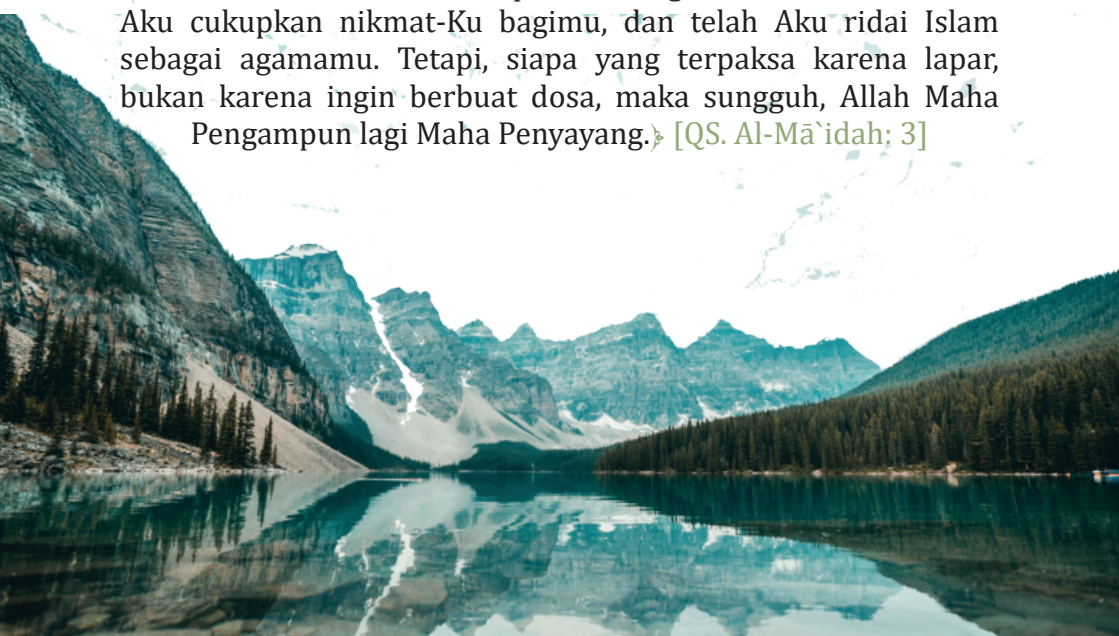 Aku cukupkan nikmat-Ku bagimu, dan telah Aku ridai Islam
sebagai agamamu. Tetapi, siapa yang terpaksa karena lapar,
bukan karena ingin berbuat dosa, maka sungguh, Allah Maha
Pengampun lagi Maha Penyayang.﴾ [QS. Al-Mā`idah: 3]